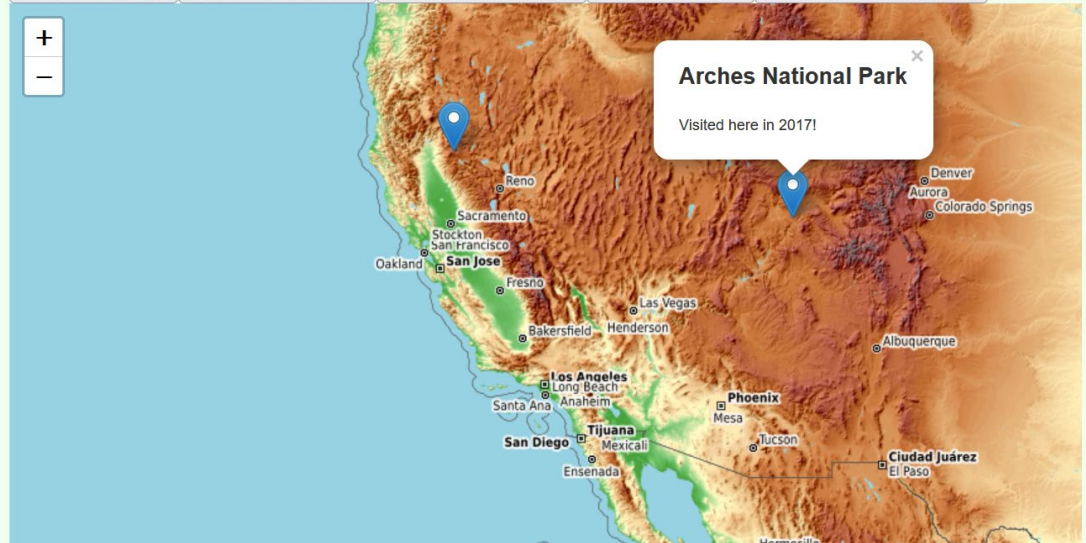 +
−
×
Arches National Park
Visited here in 2017!
Reno
Denver
Aurora
Colorado Springs
Sacramento
Stockton
San Francisco
Oakland
San Jose
Fresno
Las Vegas
Henderson
Bakersfield
Albuquerque
Los Angeles
Long Beach
Santa Ana
Anaheim
Phoenix
Mesa
Tijuana
San Diego
Mexicali
Tucson
Ensenada
Ciudad Juárez
El Paso
Hermosillo